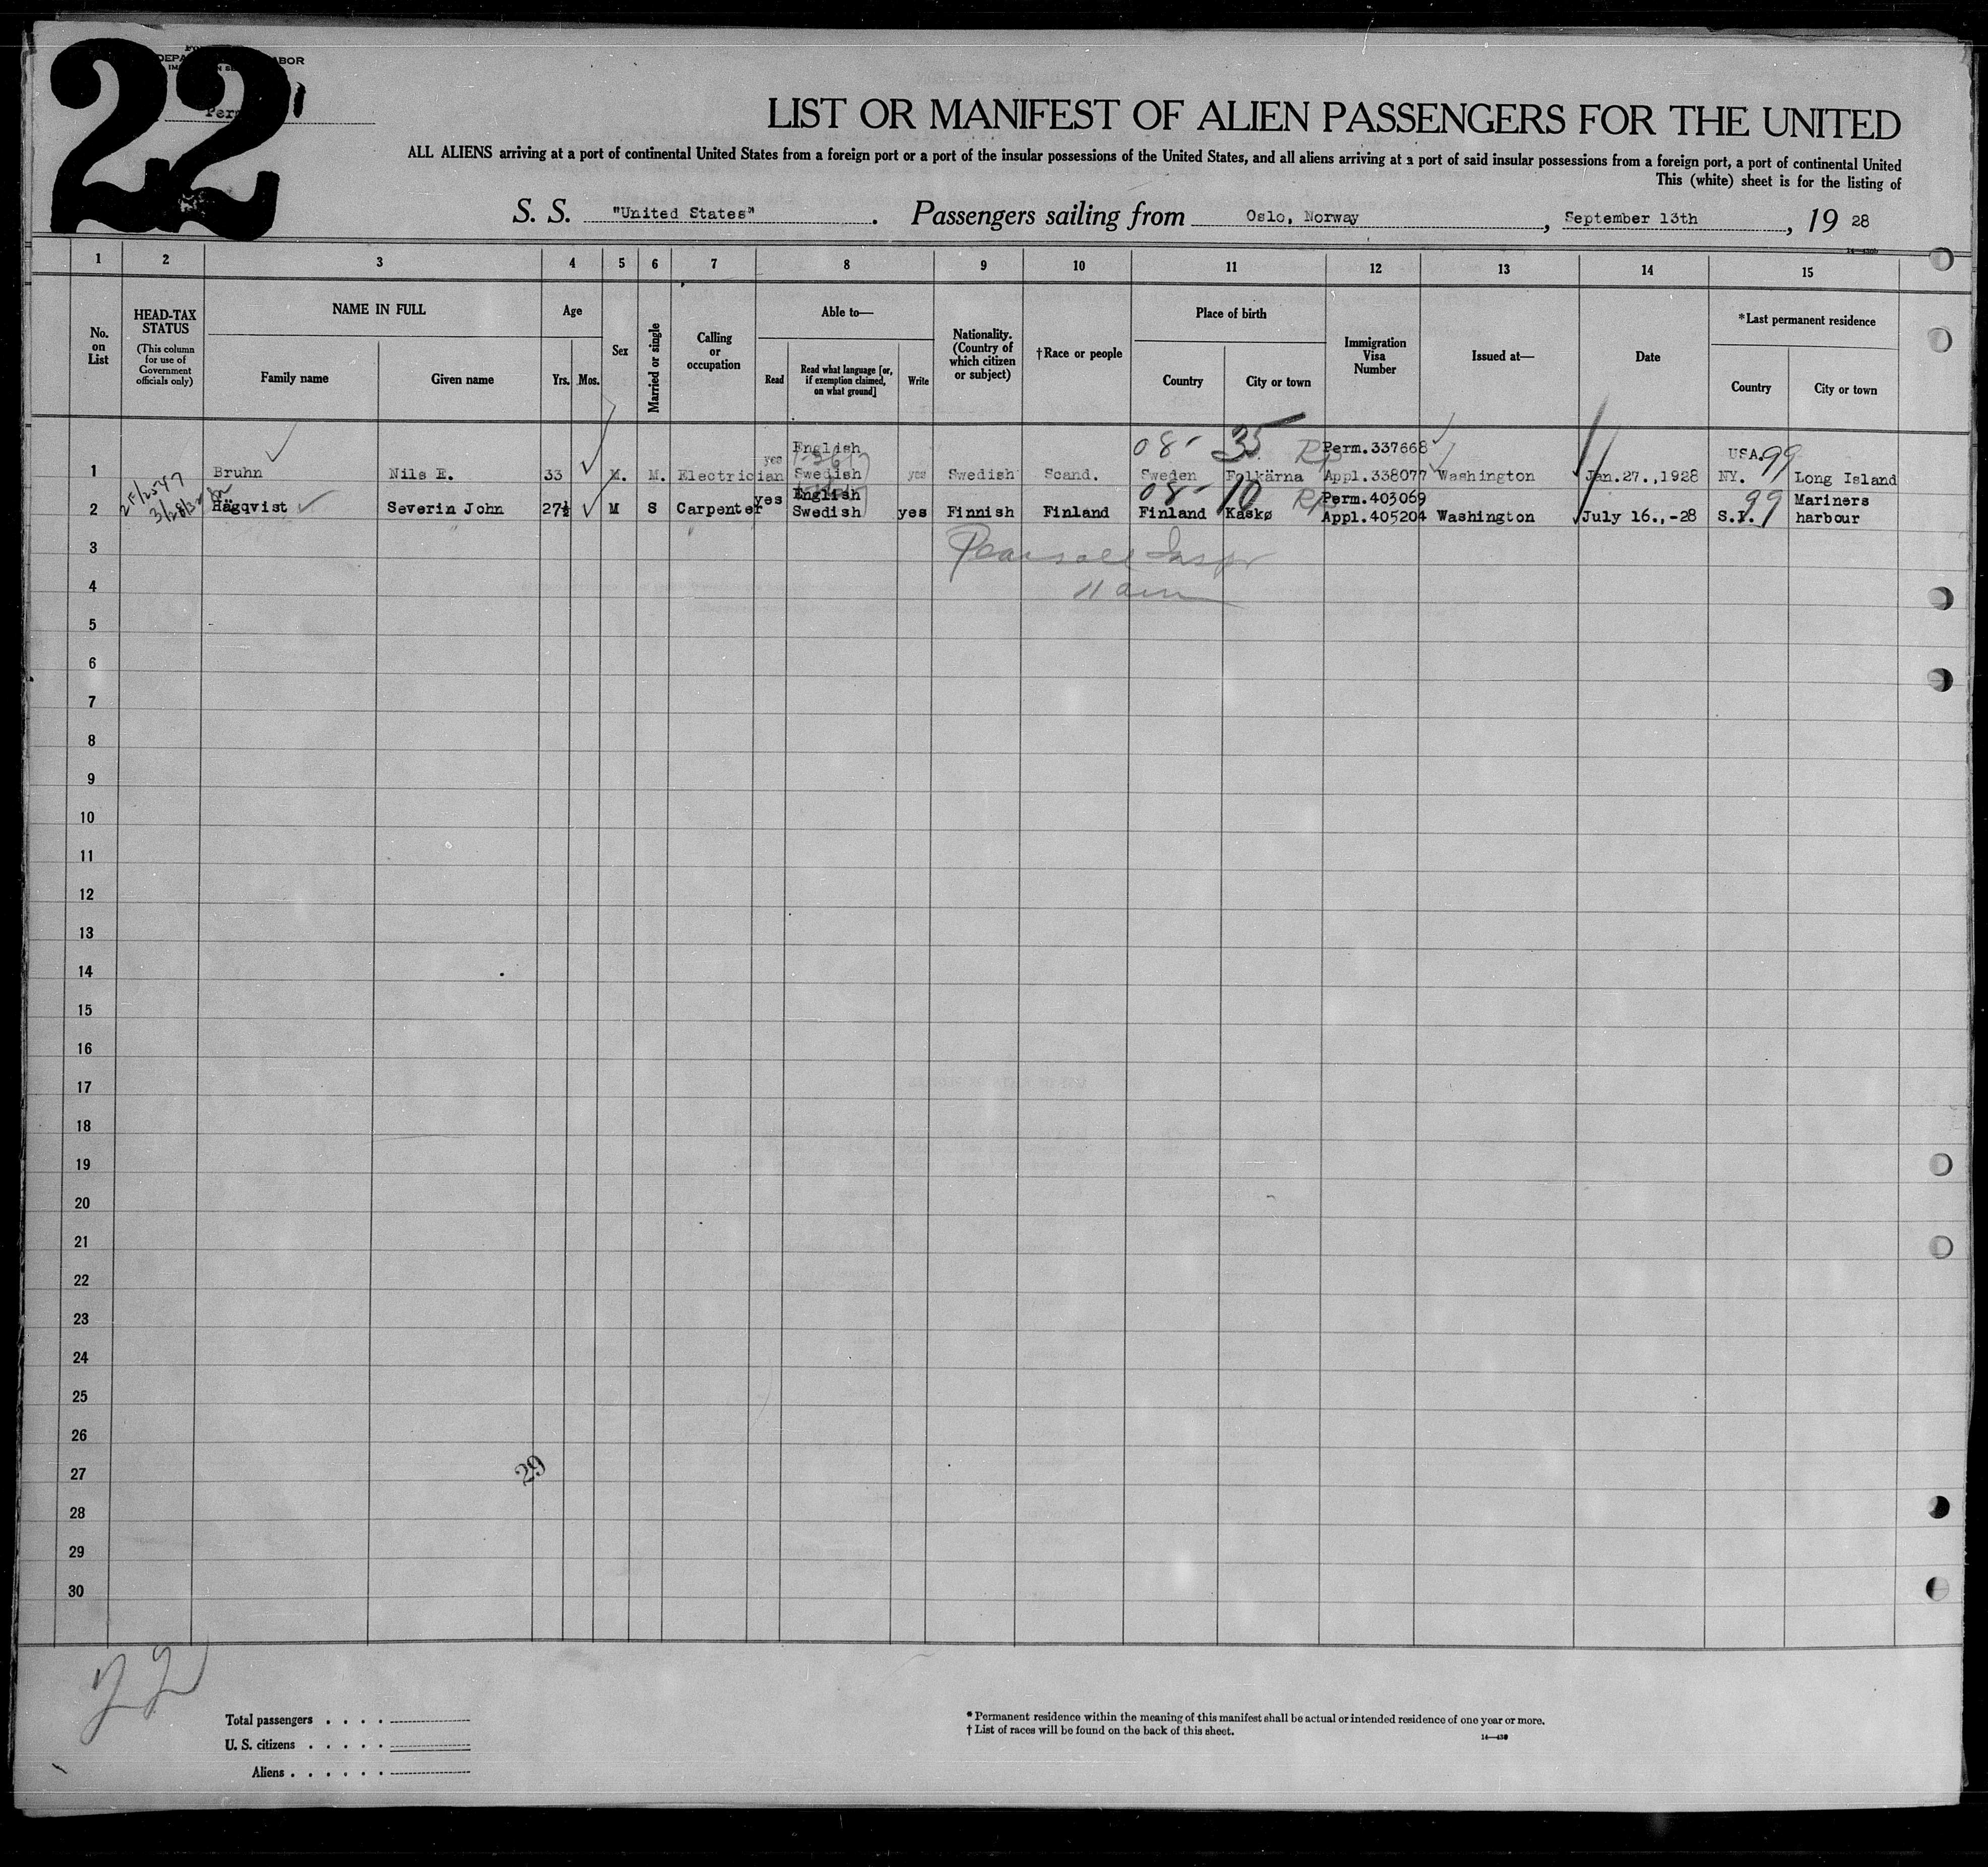 22
LIST OR MANIFEST OF ALIEN PASSENGERS FOR THE UNITED
ALL ALIENS arriving at a port of continental United States from a foreign port or a port of the insular possessions of the United States, and all aliens arriving at a port of said insular possessions from a foreign port, a port of continental United
This (white) sheet is for the listing of
S. S. "United States". Passengers sailing from Oslo, Norway, September 13th, 19 28
1 2 3 4 5 6 7 8 9 10 11 12 13 14 15
No. on List
HEAD-TAX STATUS
(This column for use of Government officials only)
NAME IN FULL
Family name
Given name
Age
Yrs. Mos.
Sex
Married or single
Calling or occupation
Able to—
Read
Read what language [or, if exemption claimed, on what ground]
Write
Nationality. (Country of which citizen or subject)
†Race or people
Place of birth
Country
City or town
Immigration Visa Number
Issued at—
Date
*Last permanent residence
Country
City or town
08- 35 Perm.337668 USA. 99
1 Bruhn Nils E. 33 M. M. Electrician yes English Swedish yes Swedish Scand. Sweden Folkärna Appl.338077 Washington Jan.27.,1928 NY. Long Island
08- 10 Perm.403069 99
2 Hägqvist Severin John 27½ M S Carpenter yes English Swedish yes Finnish Finland Finland Kaskø Appl.405204 Washington July 16.,-28 S.I. Mariners harbour
3
11 am
4
5
6
7
8
9
10
11
12
13
14
15
16
17
18
19
20
21
22
23
24
25
26
27
29
28
29
30
22
Total passengers . . . .
U. S. citizens . . . . .
Aliens . . . . . .
* Permanent residence within the meaning of this manifest shall be actual or intended residence of one year or more.
† List of races will be found on the back of this sheet.